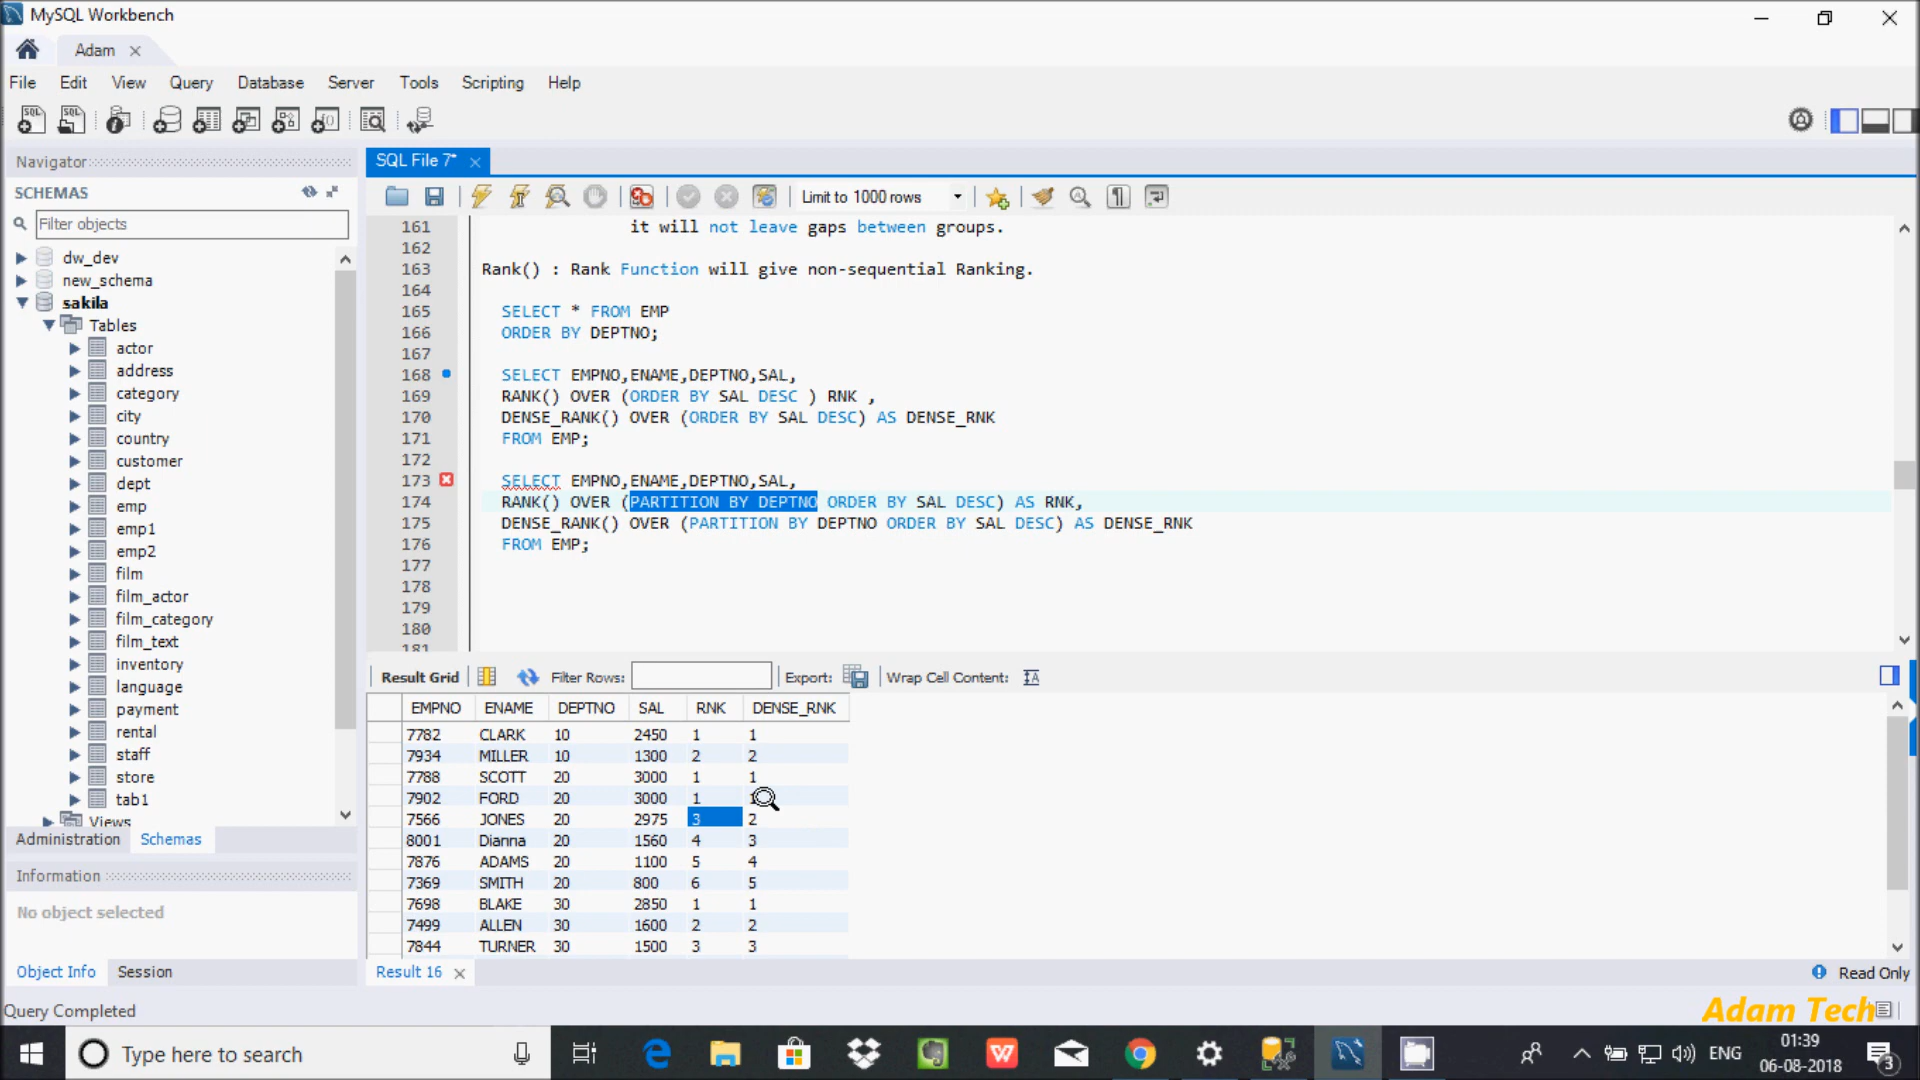 MySQL Workbench
Adam
File Edit View Query Database Server Tools Scripting Help
Navigator
SQL File 7*
SCHEMAS
Filter objects
Limit to 1000 rows
dw_dev
new_schema
sakila
Tables
actor
address
category
city
country
customer
dept
emp
emp1
emp2
film
film_actor
film_category
film_text
inventory
language
payment
rental
staff
store
tab1
Views
Administration Schemas
Information
No object selected
Object Info Session
161 it will not leave gaps between groups.
162
163 Rank() : Rank Function will give non-sequential Ranking.
164
165 SELECT * FROM EMP
166 ORDER BY DEPTNO;
167
168 SELECT EMPNO,ENAME,DEPTNO,SAL,
169 RANK() OVER (ORDER BY SAL DESC ) RNK ,
170 DENSE_RANK() OVER (ORDER BY SAL DESC) AS DENSE_RNK
171 FROM EMP;
172
173 SELECT EMPNO,ENAME,DEPTNO,SAL,
174 RANK() OVER (PARTITION BY DEPTNO ORDER BY SAL DESC) AS RNK,
175 DENSE_RANK() OVER (PARTITION BY DEPTNO ORDER BY SAL DESC) AS DENSE_RNK
176 FROM EMP;
177
178
179
180
181
Result Grid Filter Rows: Export: Wrap Cell Content:
EMPNO ENAME DEPTNO SAL RNK DENSE_RNK
7782 CLARK 10 2450 1 1
7934 MILLER 10 1300 2 2
7788 SCOTT 20 3000 1 1
7902 FORD 20 3000 1 1
7566 JONES 20 2975 3 2
8001 Dianna 20 1560 4 3
7876 ADAMS 20 1100 5 4
7369 SMITH 20 800 6 5
7698 BLAKE 30 2850 1 1
7499 ALLEN 30 1600 2 2
7844 TURNER 30 1500 3 3
Result 16
Read Only
Query Completed
Adam Tech
Type here to search
ENG
01:39
06-08-2018
3